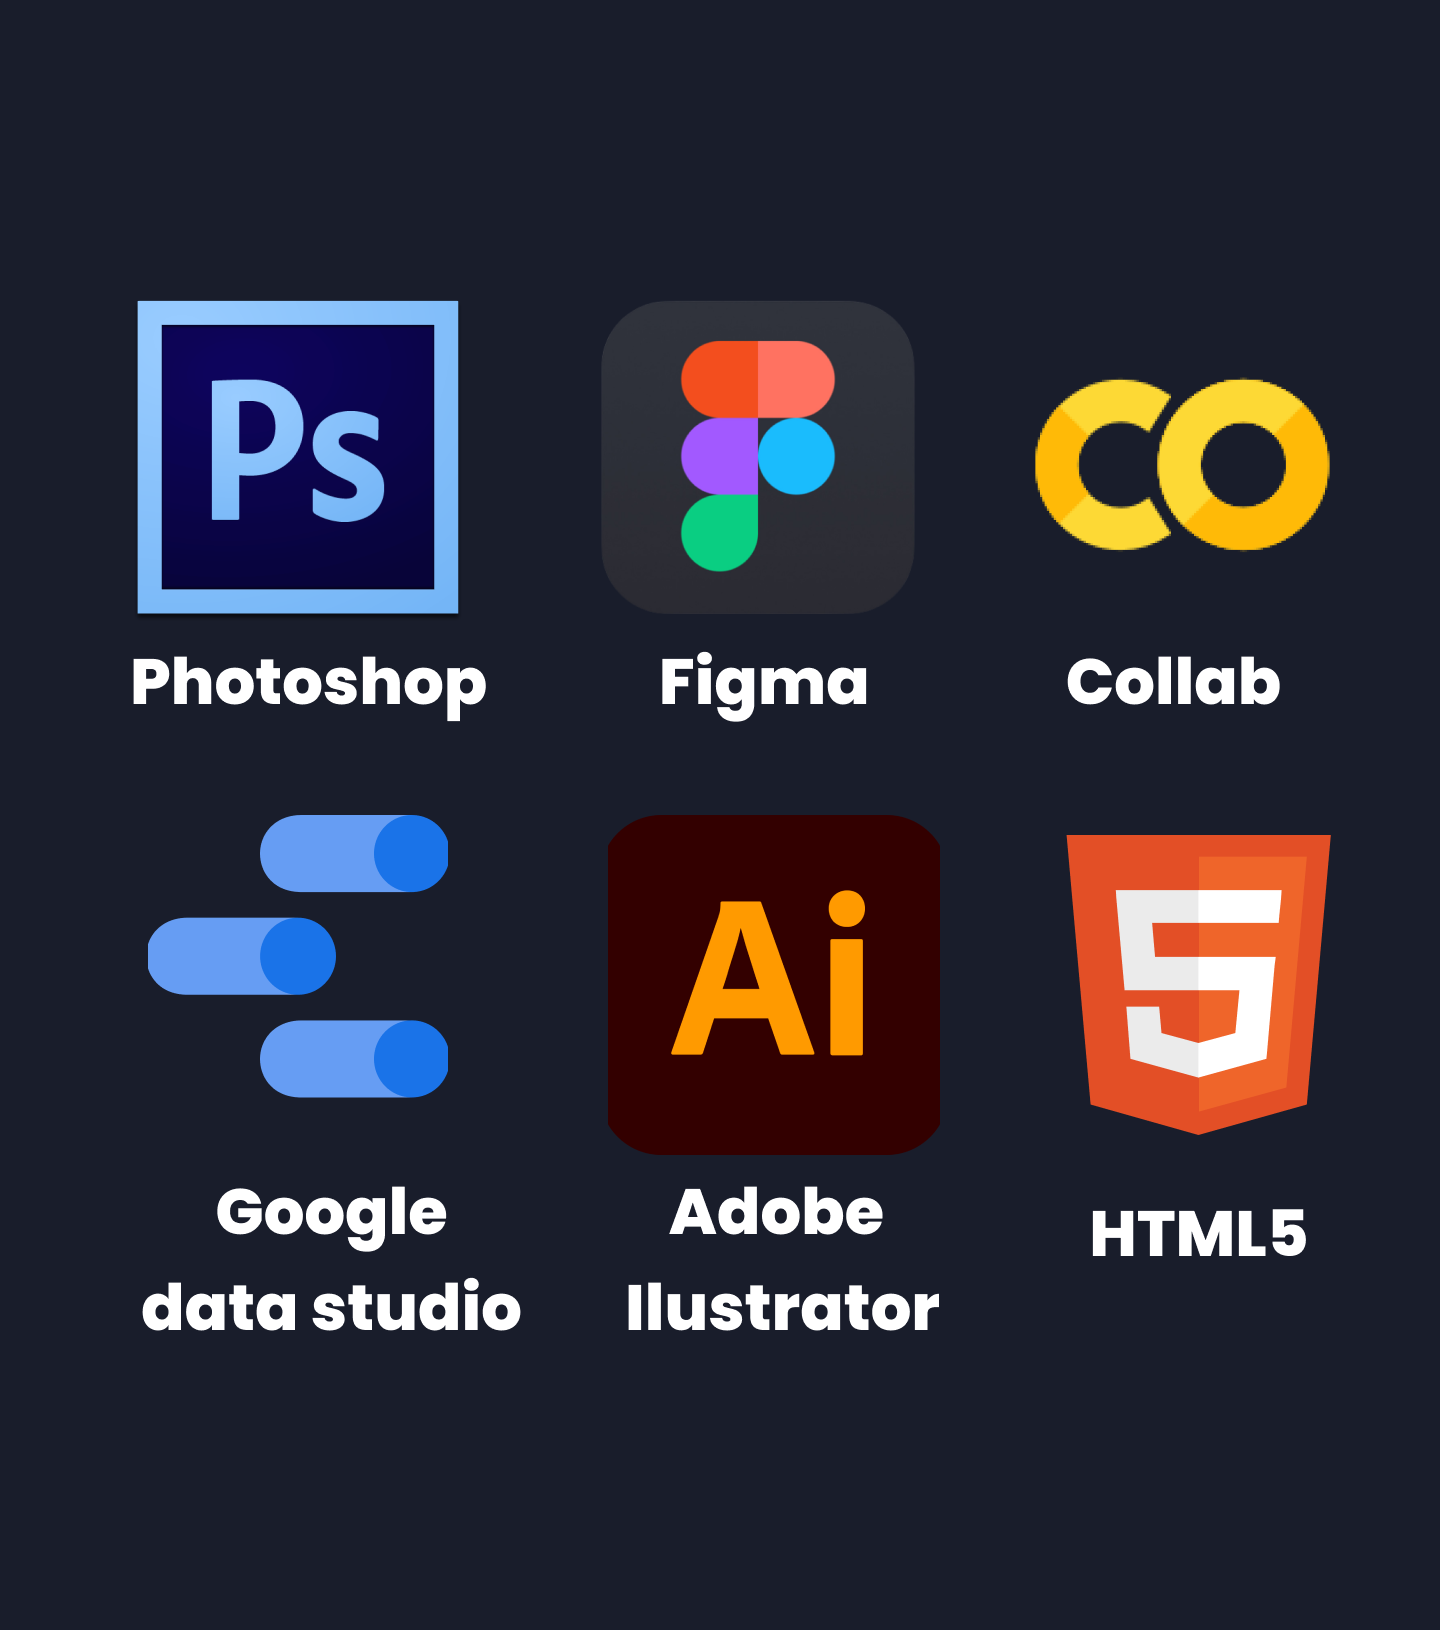 Ps
Photoshop
Figma
CO
Collab
Ai
5
Google
data studio
Adobe
Ilustrator
HTML5